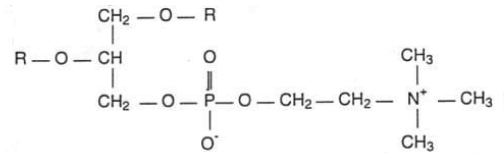 CH₂ — O — R
R — O — CH
O
CH₃
CH₂ — O — P — O — CH₂ — CH₂ — N⁺ — CH₃
O⁻
CH₃